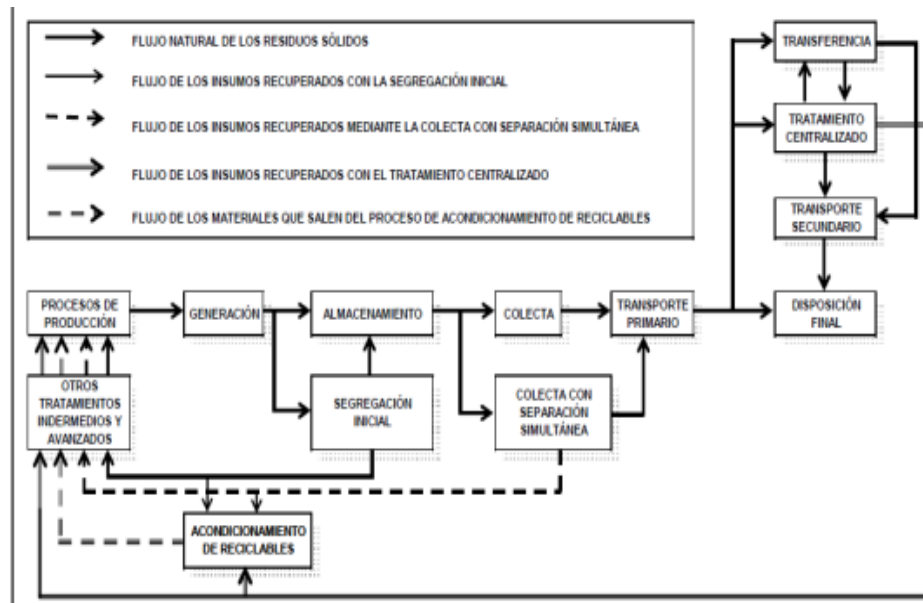 FLUJO NATURAL DE LOS RESIDUOS SÓLIDOS
FLUJO DE LOS INSUMOS RECUPERADOS CON LA SEGREGACIÓN INICIAL
FLUJO DE LOS INSUMOS RECUPERADOS MEDIANTE LA COLECTA CON SEPARACIÓN SIMULTÁNEA
FLUJO DE LOS INSUMOS RECUPERADOS CON EL TRATAMIENTO CENTRALIZADO
FLUJO DE LOS MATERIALES QUE SALEN DEL PROCESO DE ACONDICIONAMIENTO DE RECICLABLES
TRANSFERENCIA
TRATAMIENTO
CENTRALIZADO
TRANSPORTE
SECUNDARIO
PROCESOS DE
PRODUCCIÓN
GENERACIÓN
ALMACENAMIENTO
COLECTA
TRANSPORTE
PRIMARIO
DISPOSICIÓN
FINAL
OTROS
TRATAMIENTOS
INDERMEDIOS Y
AVANZADOS
SEGREGACIÓN
INICIAL
COLECTA CON
SEPARACIÓN
SIMULTÁNEA
ACONDICIONAMIENTO
DE RECICLABLES